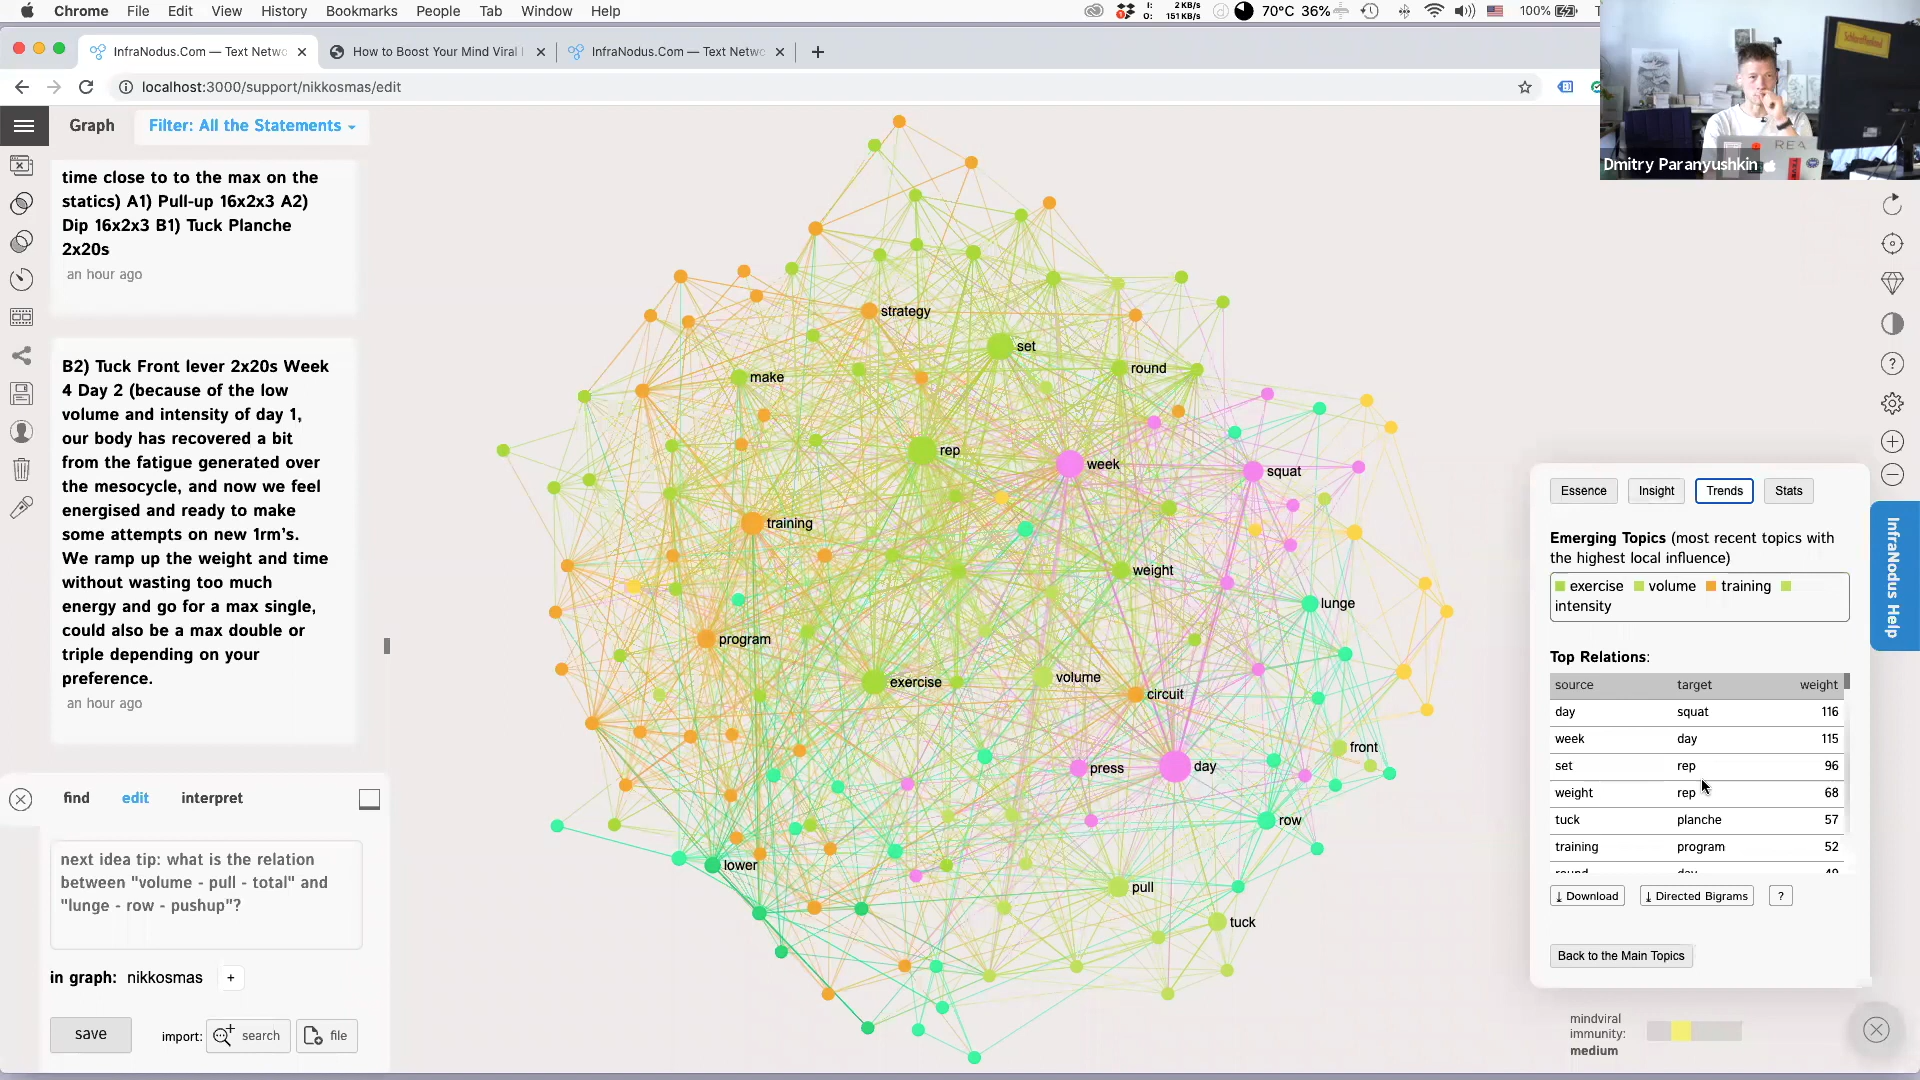 Chrome File Edit View History Bookmarks People Tab Window Help
I: 2 KB/s
O: 151 KB/s
70°C 36%
100%
InfraNodus.Com — Text Netwo
How to Boost Your Mind Viral I
InfraNodus.Com — Text Netwo
localhost:3000/support/nikkosmas/edit
Dmitry Paranyushkin
REA
Graph
Filter: All the Statements
time close to to the max on the
statics) A1) Pull-up 16x2x3 A2)
Dip 16x2x3 B1) Tuck Planche
2x20s
an hour ago
B2) Tuck Front lever 2x20s Week
4 Day 2 (because of the low
volume and intensity of day 1,
our body has recovered a bit
from the fatigue generated over
the mesocycle, and now we feel
energised and ready to make
some attempts on new 1rm's.
We ramp up the weight and time
without wasting too much
energy and go for a max single,
could also be a max double or
triple depending on your
preference.
an hour ago
find edit interpret
next idea tip: what is the relation
between "volume - pull - total" and
"lunge - row - pushup"?
in graph: nikkosmas +
save
import: search file
strategy
set
round
make
rep
week
squat
training
weight
lunge
program
exercise
volume
circuit
front
press
day
row
lower
pull
tuck
Essence Insight Trends Stats
Emerging Topics (most recent topics with
the highest local influence)
exercise volume training
intensity
Top Relations:
source target weight
day squat 116
week day 115
set rep 96
weight rep 68
tuck planche 57
training program 52
round day 49
Download Directed Bigrams ?
Back to the Main Topics
InfraNodus Help
mindviral
immunity:
medium